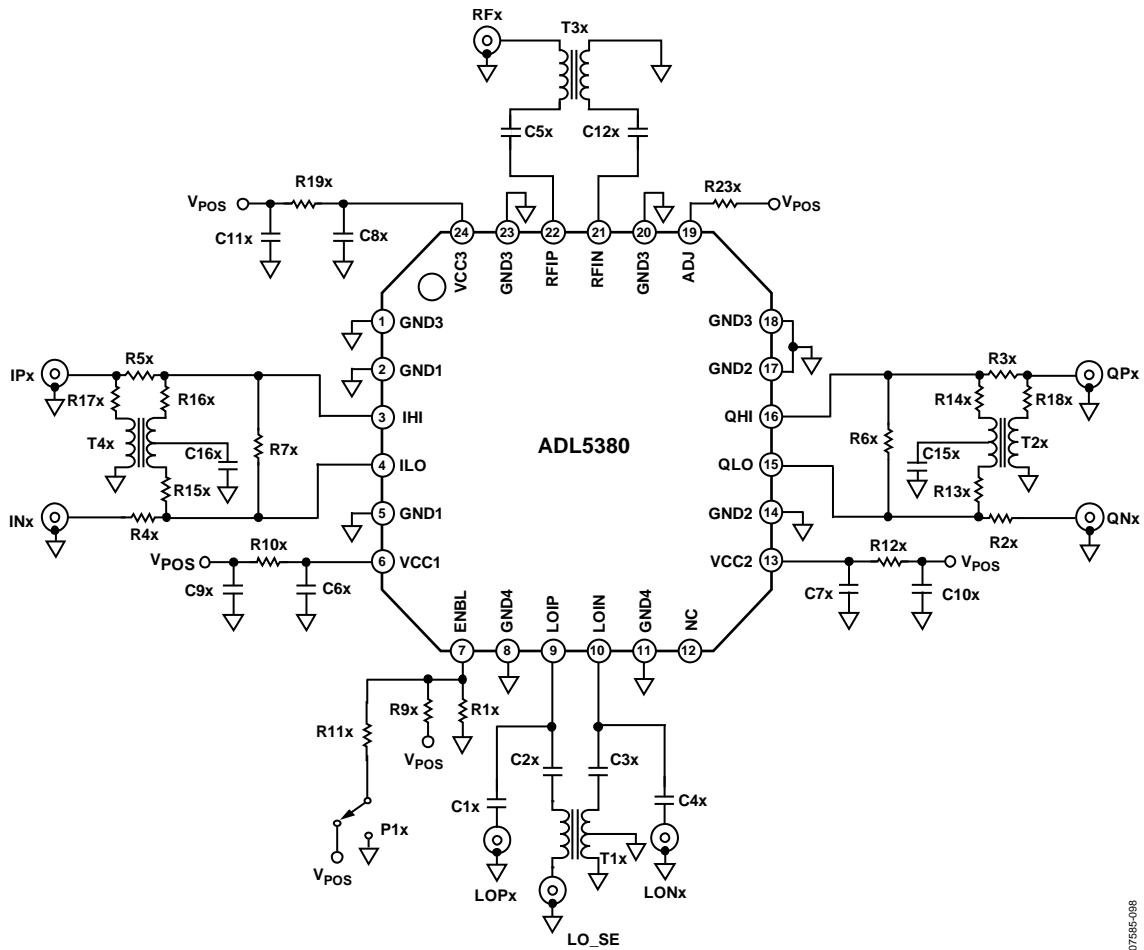 RFx
T3x
C5x
C12x
R19x
VPOS
C11x
C8x
R23x
VPOS
24
23
22
21
20
19
VCC3
GND3
RFIP
RFIN
GND3
ADJ
1
GND3
GND3
18
2
GND1
GND2
17
IPx
R5x
R17x
R16x
3
IHI
T4x
C16x
R7x
4
ILO
R15x
INx
R4x
5
GND1
VPOS
R10x
6
VCC1
C9x
C6x
ADL5380
R3x
QPx
QHI
16
R14x
R18x
R6x
C15x
T2x
QLO
15
R13x
GND2
14
R2x
QNx
VCC2
13
R12x
VPOS
C7x
C10x
ENBL
GND4
LOIP
LOIN
GND4
NC
7
8
9
10
11
12
R11x
R9x
R1x
VPOS
P1x
VPOS
C2x
C3x
C1x
C4x
T1x
LOPx
LONx
LO_SE
07585-098